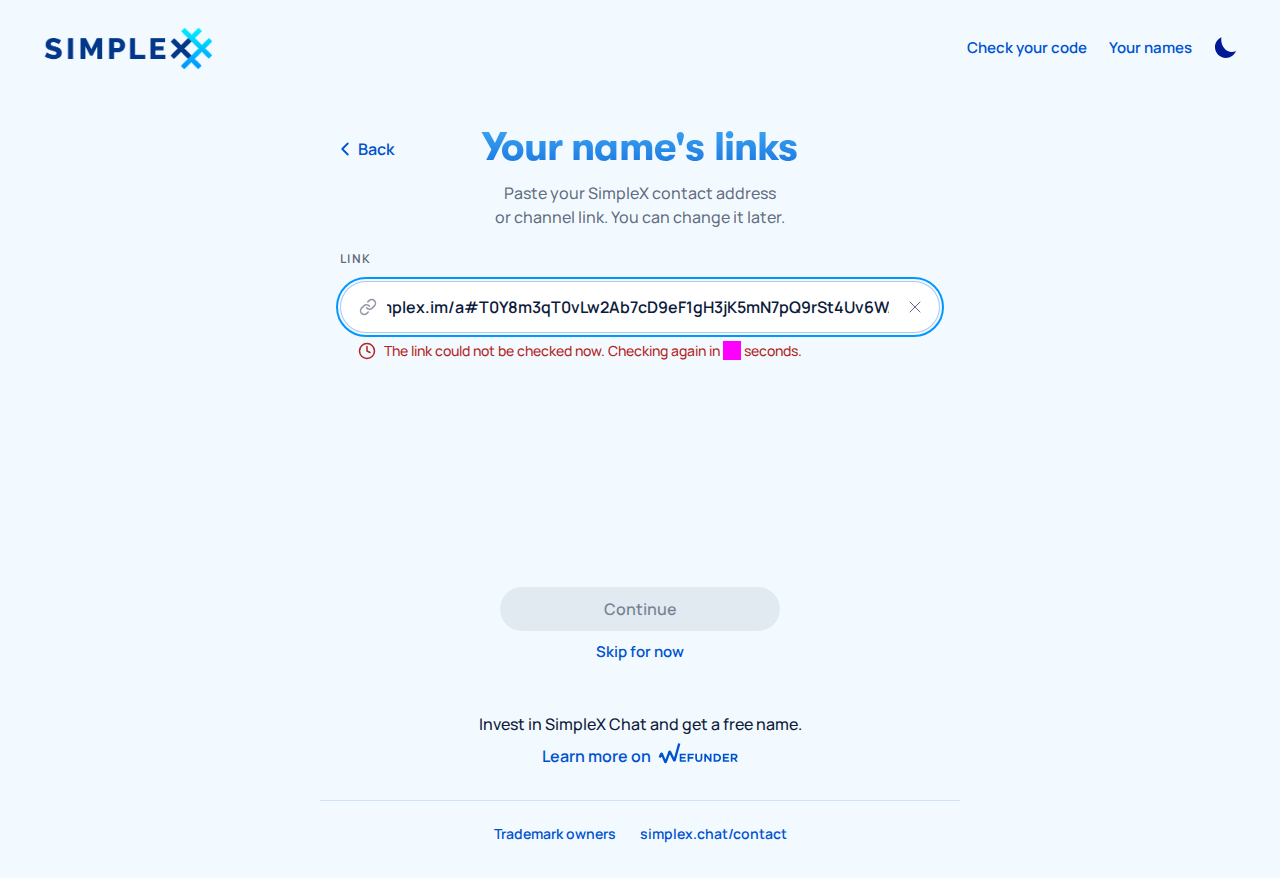 SIMPLEX
Check your code
Your names
Back
Your name's links
Paste your SimpleX contact address
or channel link. You can change it later.
LINK
plex.im/a#T0Y8m3qT0vLw2Ab7cD9eF1gH3jK5mN7pQ9rSt4Uv6W
The link could not be checked now. Checking again in seconds.
Continue
Skip for now
Invest in SimpleX Chat and get a free name.
Learn more on WEFUNDER
Trademark owners
simplex.chat/contact